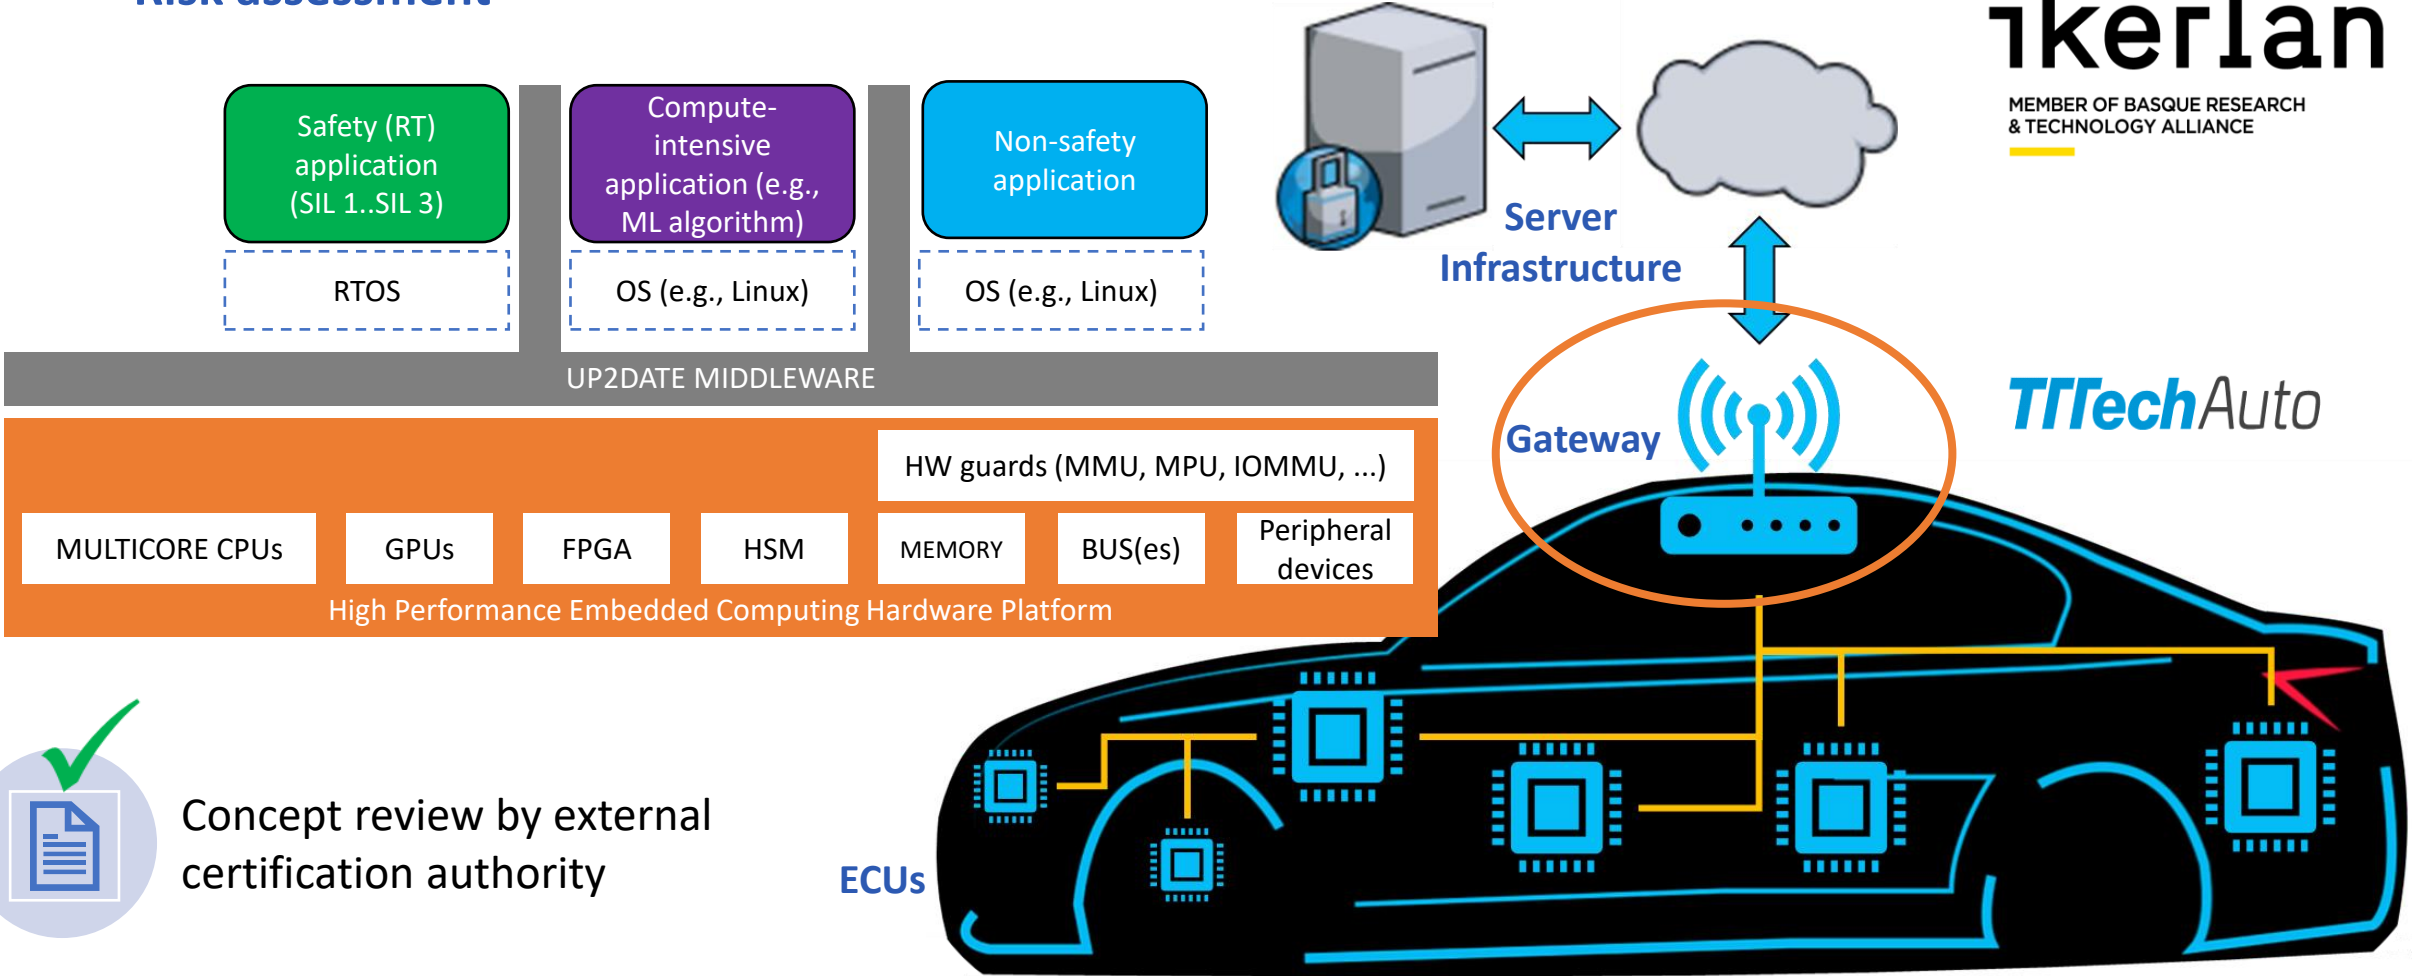 Risk assessment
ikerlan
MEMBER OF BASQUE RESEARCH
& TECHNOLOGY ALLIANCE
Safety (RT)
application
(SIL 1..SIL 3)
Compute-
intensive
application (e.g.,
ML algorithm)
Non-safety
application
RTOS
OS (e.g., Linux)
OS (e.g., Linux)
UP2DATE MIDDLEWARE
HW guards (MMU, MPU, IOMMU, ...)
MULTICORE CPUs
GPUs
FPGA
HSM
MEMORY
BUS(es)
Peripheral
devices
High Performance Embedded Computing Hardware Platform
Server
Infrastructure
Gateway
TTTechAuto
Concept review by external
certification authority
ECUs